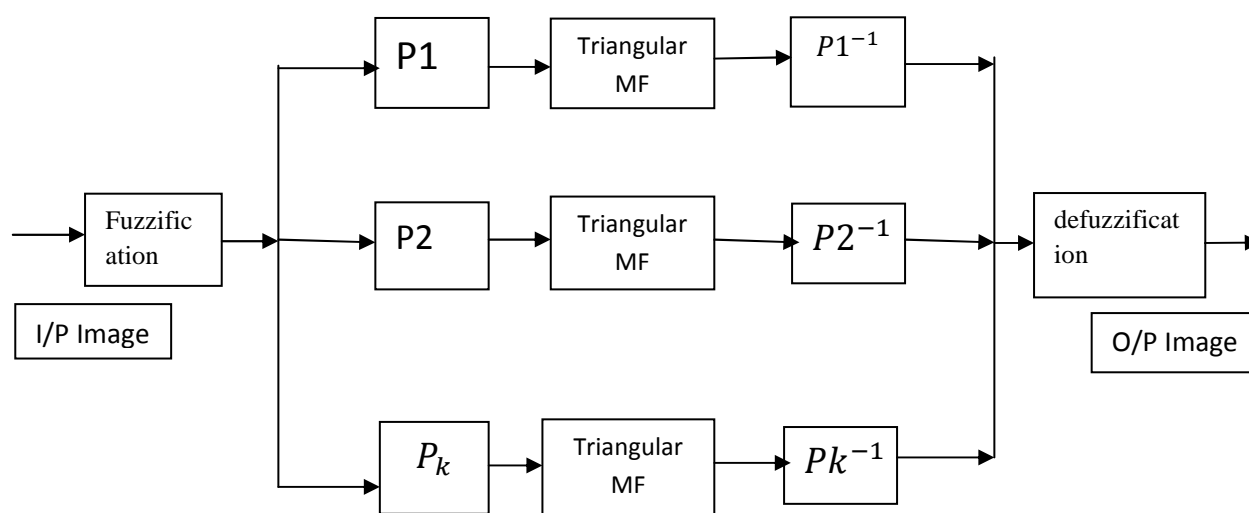 P1
Triangular
MF
P1⁻¹
Fuzzific
ation
P2
Triangular
MF
P2⁻¹
defuzzificat
ion
I/P Image
O/P Image
Pₖ
Triangular
MF
Pk⁻¹